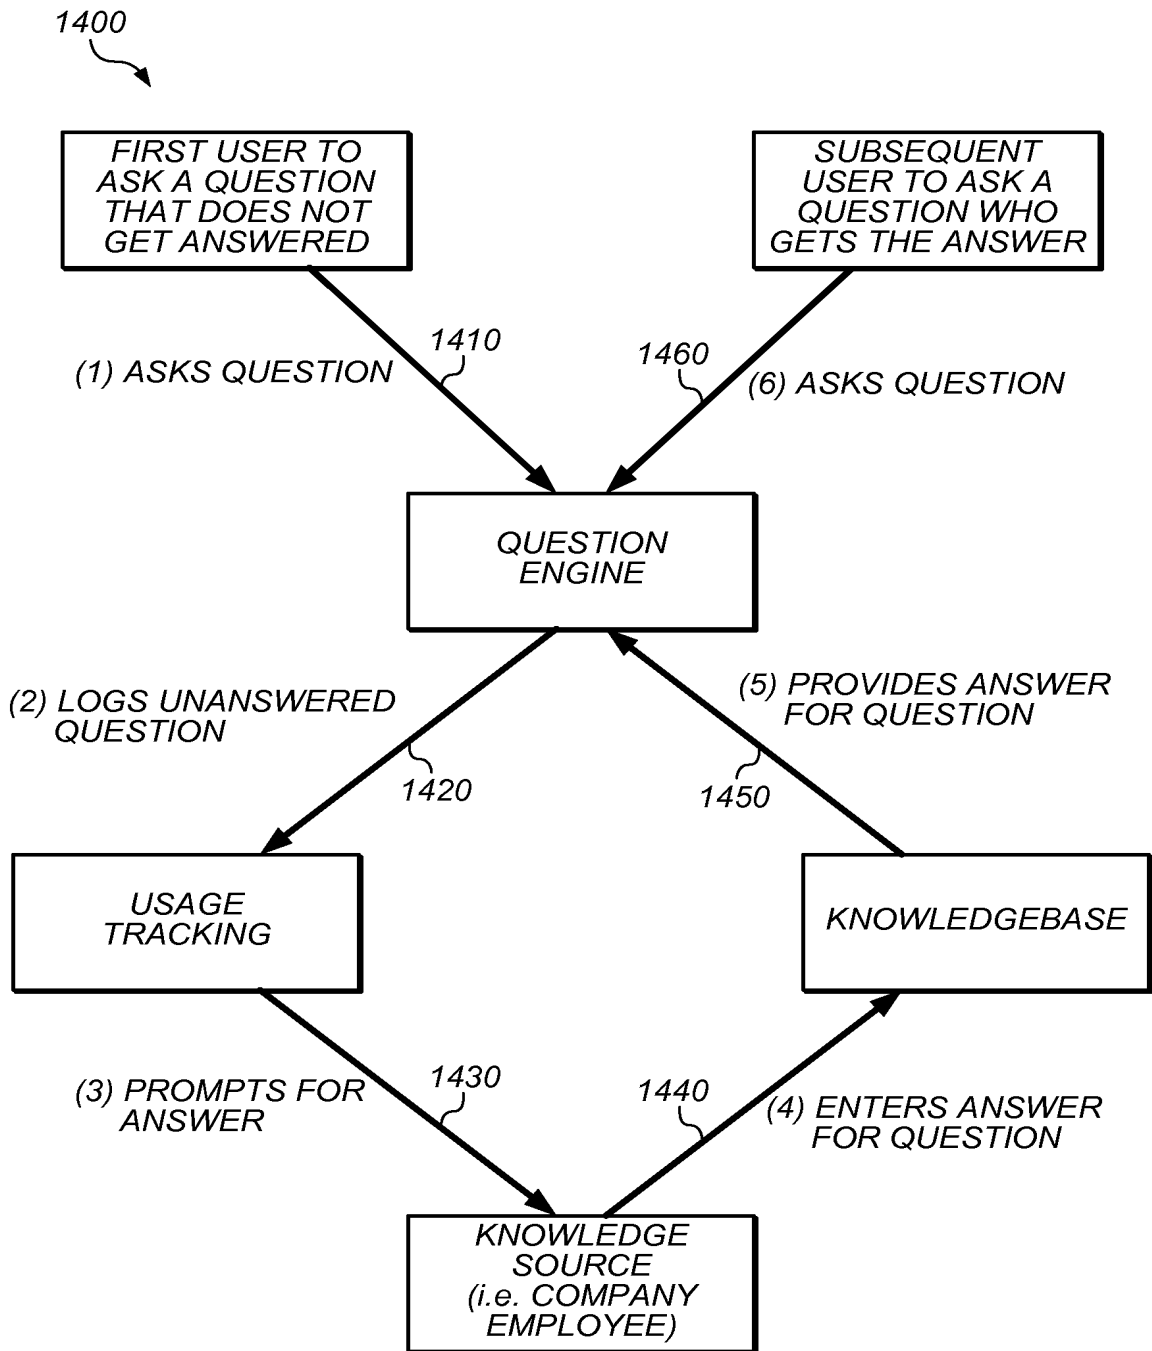 1400
FIRST USER TO
ASK A QUESTION
THAT DOES NOT
GET ANSWERED
SUBSEQUENT
USER TO ASK A
QUESTION WHO
GETS THE ANSWER
1410
(1) ASKS QUESTION
1460
(6) ASKS QUESTION
QUESTION
ENGINE
(2) LOGS UNANSWERED
QUESTION
1420
(5) PROVIDES ANSWER
FOR QUESTION
1450
USAGE
TRACKING
KNOWLEDGEBASE
(3) PROMPTS FOR
ANSWER
1430
1440
(4) ENTERS ANSWER
FOR QUESTION
KNOWLEDGE
SOURCE
(i.e. COMPANY
EMPLOYEE)